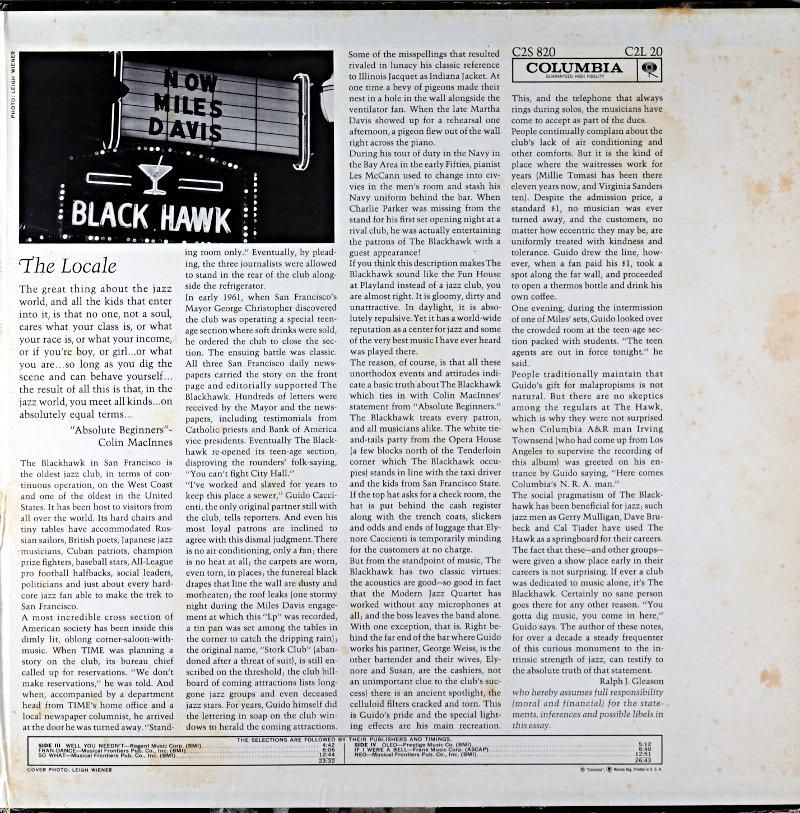 PHOTO: LEIGH WIENER
NOW
MILES
DAVIS
BLACK HAWK
The Locale
The great thing about the jazz
world, and all the kids that enter
into it, is that no one, not a soul,
cares what your class is, or what
your race is, or what your income,
or if you're boy, or girl...or what
you are...so long as you dig the
scene and can behave yourself...
the result of all this is that, in the
jazz world, you meet all kinds...on
absolutely equal terms...
"Absolute Beginners"-
Colin MacInnes
The Blackhawk in San Francisco is
the oldest jazz club, in terms of con-
tinuous operation, on the West Coast
and one of the oldest in the United
States. It has been host to visitors from
all over the world. Its hard chairs and
tiny tables have accommodated Rus-
sian sailors, British poets, Japanese jazz
musicians, Cuban patriots, champion
prize fighters, baseball stars, All-League
pro football halfbacks, social leaders,
politicians and just about every hard-
core jazz fan able to make the trek to
San Francisco.
A most incredible cross section of
American society has been inside this
dimly lit, oblong corner-saloon-with-
music. When TIME was planning a
story on the club, its bureau chief
called up for reservations. "We don't
make reservations," he was told. And
when, accompanied by a department
head from TIME's home office and a
local newspaper columnist, he arrived
at the door he was turned away. "Stand-
ing room only." Eventually, by plead-
ing, the three journalists were allowed
to stand in the rear of the club along-
side the refrigerator.
In early 1961, when San Francisco's
Mayor George Christopher discovered
the club was operating a special teen-
age section where soft drinks were sold,
he ordered the club to close the sec-
tion. The ensuing battle was classic.
All three San Francisco daily news-
papers carried the story on the front
page and editorially supported The
Blackhawk. Hundreds of letters were
received by the Mayor and the news-
papers, including testimonials from
Catholic priests and Bank of America
vice presidents. Eventually The Black-
hawk re-opened its teen-age section,
disproving the rounders' folk-saying,
"You can't fight City Hall."
"I've worked and slaved for years to
keep this place a sewer," Guido Cacci-
enti, the only original partner still with
the club, tells reporters. And even his
most loyal patrons are inclined to
agree with this dismal judgment. There
is no air conditioning, only a fan; there
is no heat at all; the carpets are worn,
even torn, in places; the funereal black
drapes that line the wall are dusty and
motheaten; the roof leaks (one stormy
night during the Miles Davis engage-
ment at which this "Lp" was recorded,
a tin pan was set among the tables in
the corner to catch the dripping rain);
the original name, "Stork Club" (aban-
doned after a threat of suit), is still en-
scribed on the threshold; the club bill-
board of coming attractions lists long-
gone jazz groups and even deceased
jazz stars. For years, Guido himself did
the lettering in soap on the club win-
dows to herald the coming attractions.
Some of the misspellings that resulted
rivaled in lunacy his classic reference
to Illinois Jacquet as Indiana Jacket. At
one time a bevy of pigeons made their
nest in a hole in the wall alongside the
ventilator fan. When the late Martha
Davis showed up for a rehearsal one
afternoon, a pigeon flew out of the wall
right across the piano.
During his tour of duty in the Navy in
the Bay Area in the early Fifties, pianist
Les McCann used to change into civ-
vies in the men's room and stash his
Navy uniform behind the bar. When
Charlie Parker was missing from the
stand for his first set opening night at a
rival club, he was actually entertaining
the patrons of The Blackhawk with a
guest appearance!
If you think this description makes The
Blackhawk sound like the Fun House
at Playland instead of a jazz club, you
are almost right. It is gloomy, dirty and
unattractive. In daylight, it is abso-
lutely repulsive. Yet it has a world-wide
reputation as a center for jazz and some
of the very best music I have ever heard
was played there.
The reason, of course, is that all these
unorthodox events and attitudes indi-
cate a basic truth about The Blackhawk
which ties in with Colin MacInnes'
statement from "Absolute Beginners."
The Blackhawk treats every patron,
and all musicians alike. The white tie-
and-tails party from the Opera House
(a few blocks north of the Tenderloin
corner which The Blackhawk occu-
pies) stands in line with the taxi driver
and the kids from San Francisco State.
If the top hat asks for a check room, the
hat is put behind the cash register
along with the trench coats, slickers
and odds and ends of luggage that Ely-
nore Caccienti is temporarily minding
for the customers at no charge.
But from the standpoint of music, The
Blackhawk has two classic virtues:
the acoustics are good—so good in fact
that the Modern Jazz Quartet has
worked without any microphones at
all; and the boss leaves the band alone.
With one exception, that is. Right be-
hind the far end of the bar where Guido
works his partner, George Weiss, is the
other bartender and their wives, Ely-
nore and Susan, are the cashiers, not
an unimportant clue to the club's suc-
cess) there is an ancient spotlight, the
celluloid filters cracked and torn. This
is Guido's pride and the special light-
ing effects are his main recreation.
C2S 820 C2L 20
COLUMBIA
GUARANTEED HIGH FIDELITY
This, and the telephone that always
rings during solos, the musicians have
come to accept as part of the dues.
People continually complain about the
club's lack of air conditioning and
other comforts. But it is the kind of
place where the waitresses work for
years (Millie Tomasi has been there
eleven years now, and Virginia Sanders
ten). Despite the admission price, a
standard $1, no musician was ever
turned away, and the customers, no
matter how eccentric they may be, are
uniformly treated with kindness and
tolerance. Guido drew the line, how-
ever, when a fan paid his $1, took a
spot along the far wall, and proceeded
to open a thermos bottle and drink his
own coffee.
One evening, during the intermission
of one of Miles' sets, Guido looked over
the crowded room at the teen-age sec-
tion packed with students. "The teen
agents are out in force tonight." he
said.
People traditionally maintain that
Guido's gift for malapropisms is not
natural. But there are no skeptics
among the regulars at The Hawk,
which is why they were not surprised
when Columbia A&R man Irving
Townsend (who had come up from Los
Angeles to supervise the recording of
this album) was greeted on his en-
trance by Guido saying, "Here comes
Columbia's N. R. A. man."
The social pragmatism of The Black-
hawk has been beneficial for jazz; such
jazz men as Gerry Mulligan, Dave Bru-
beck and Cal Tjader have used The
Hawk as a springboard for their careers.
The fact that these—and other groups—
were given a show place early in their
careers is not surprising. If ever a club
was dedicated to music alone, it's The
Blackhawk. Certainly no sane person
goes there for any other reason. "You
gotta dig music, you come in here,"
Guido says. The author of these notes,
for over a decade a steady frequenter
of this curious monument to the in-
trinsic strength of jazz, can testify to
the absolute truth of that statement.
Ralph J. Gleason
who hereby assumes full responsibility
(moral and financial) for the state-
ments, inferences and possible libels in
this essay.
THE SELECTIONS ARE FOLLOWED BY THEIR PUBLISHERS AND TIMINGS.
SIDE III WELL YOU NEEDN'T—Regent Music Corp. (BMI) 4:42
FRAN-DANCE—Musical Frontiers Pub. Co., Inc. (BMI) 6:06
SO WHAT—Musical Frontiers Pub. Co., Inc. (BMI) 12:44
23:32
SIDE IV OLEO—Prestige Music Co. (BMI) 5:12
IF I WERE A BELL—Frank Music Corp. (ASCAP) 8:40
NEO—Musical Frontiers Pub. Co., Inc. (BMI) 12:51
26:43
COVER PHOTO: LEIGH WIENER
® "Columbia", Marcas Reg. Printed in U. S. A.